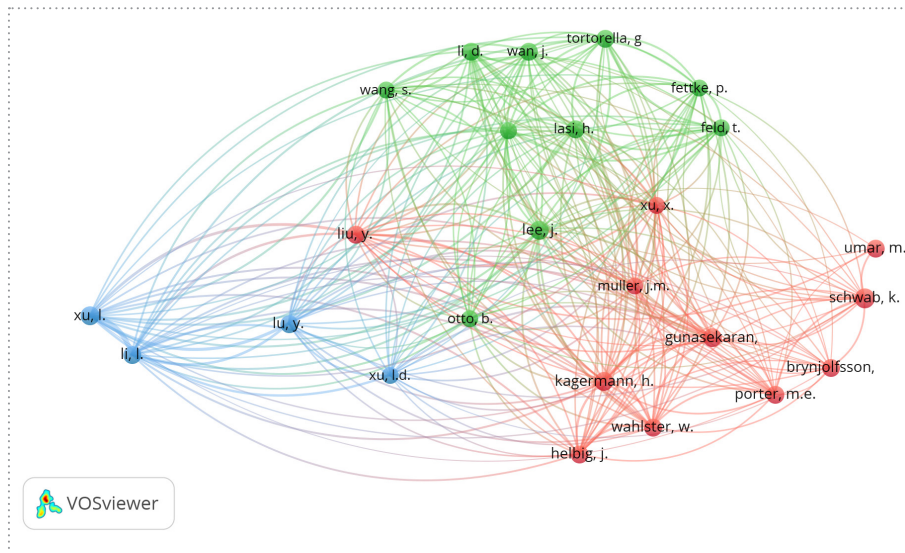 tortorella, g
li, d.
wan, j.
fettke, p.
wang, s.
lasi, h.
feld, t.
xu, x.
liu, y.
lee, j.
umar, m.
muller, j.m.
schwab, k.
xu, l.
lu, y.
otto, b.
gunasekaran,
li, l.
brynjolfsson,
xu, l.d.
kagermann, h.
porter, m.e.
wahlster, w.
helbig, j.
VOSviewer